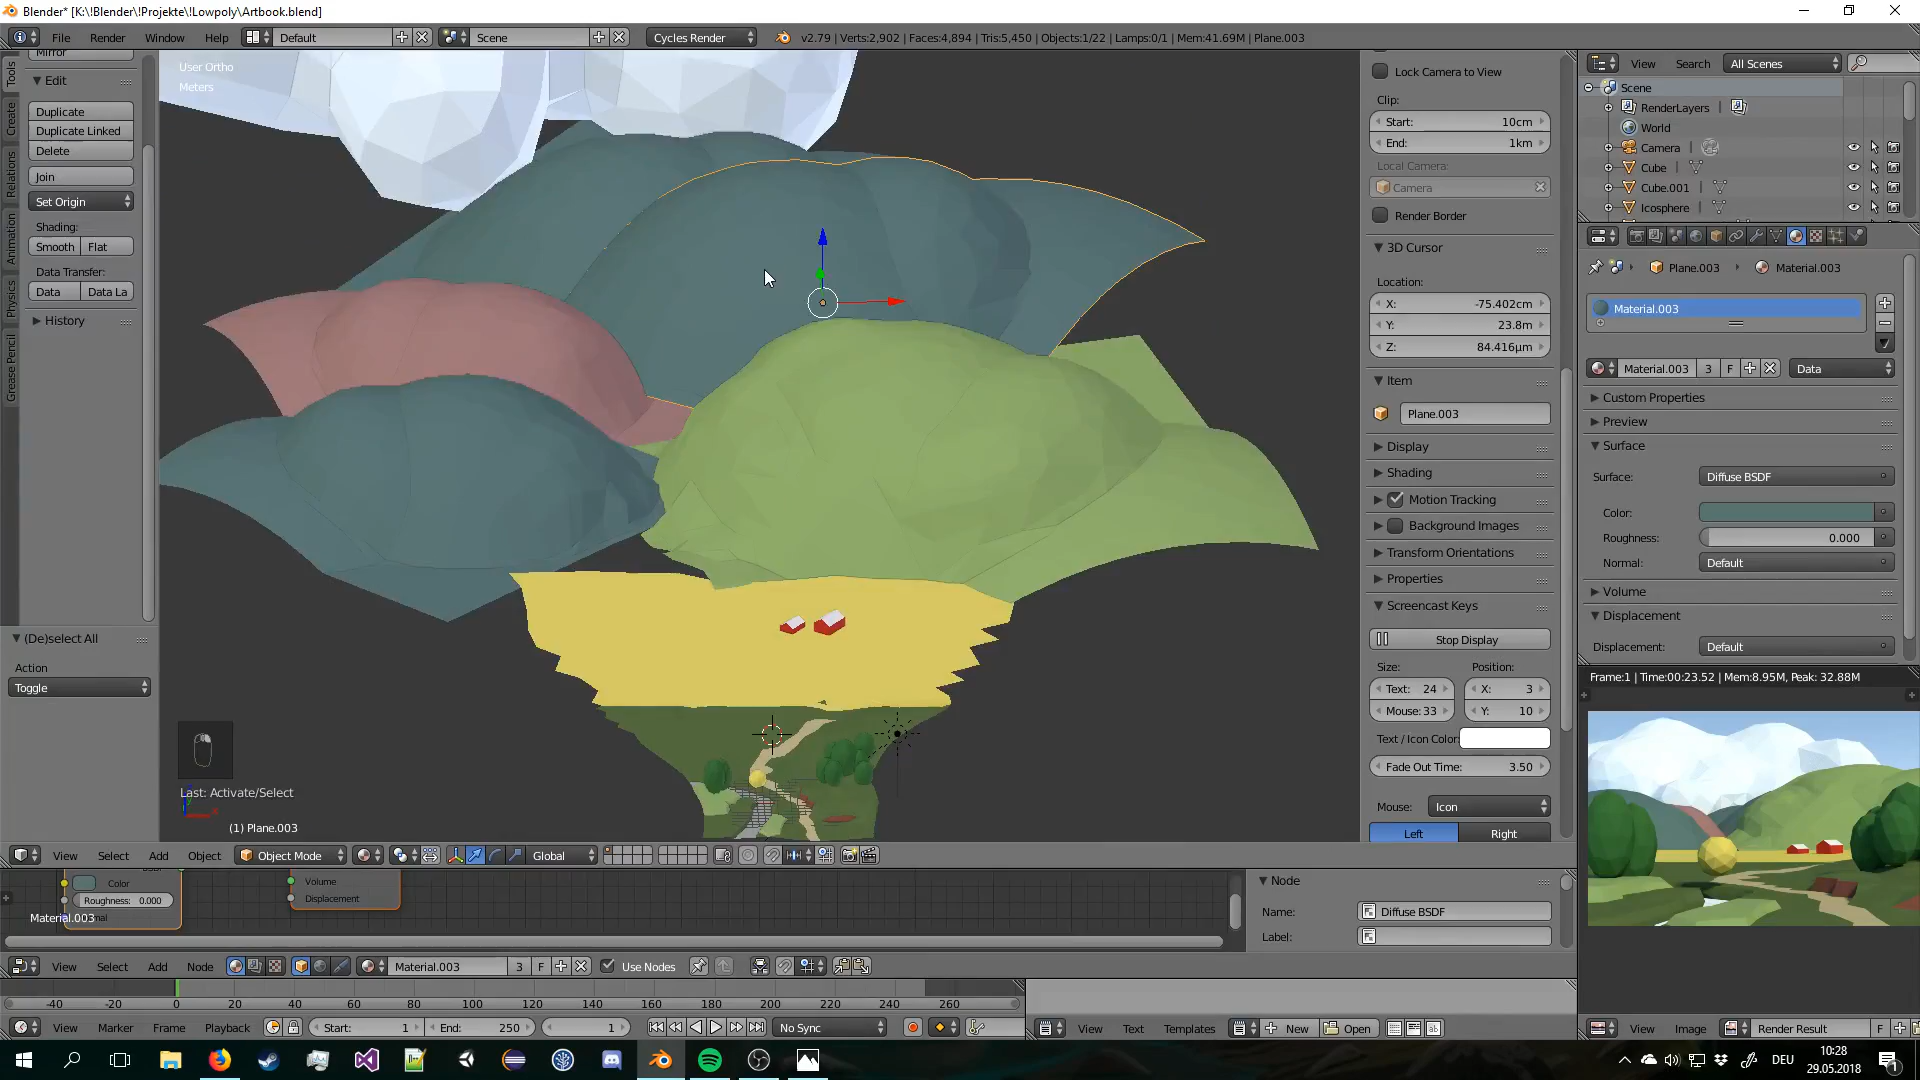 Blender* [K:\!Blender\!Projekte\!Lowpoly\Artbook.blend]
File Render Window Help Default Scene Cycles Render v2.79 | Verts:2,902 | Faces:4,894 | Tris:5,450 | Objects:1/22 | Lamps:0/1 | Mem:41.69M | Plane.003
Tools
Create
Relations
Animation
Physics
Grease Pencil
Mirror
Edit
Duplicate
Duplicate Linked
Delete
Join
Set Origin
Shading:
Smooth Flat
Data Transfer:
Data Data La
History
(De)select All
Action
Toggle
User Ortho
Meters
Last: Activate/Select
(1) Plane.003
Lock Camera to View
Clip:
Start: 10cm
End: 1km
Local Camera:
Camera
Render Border
3D Cursor
Location:
X: -75.402cm
Y: 23.8m
Z: 84.416µm
Item
Plane.003
Display
Shading
Motion Tracking
Background Images
Transform Orientations
Properties
Screencast Keys
Stop Display
Size: Position:
Text: 24 X: 3
Mouse: 33 Y: 10
Text / Icon Color:
Fade Out Time: 3.50
Mouse: Icon
Left Right
View Search All Scenes
Scene
RenderLayers
World
Camera
Cube
Cube.001
Icosphere
Plane.003 Material.003
Material.003
Material.003 3 F Data
Custom Properties
Preview
Surface
Surface: Diffuse BSDF
Color:
Roughness: 0.000
Normal: Default
Volume
Displacement
Displacement: Default
Frame:1 | Time:00:23.52 | Mem:8.95M, Peak: 32.88M
View Select Add Object Object Mode Global
Color
Roughness: 0.000
Material.003
Volume
Displacement
Node
Name: Diffuse BSDF
Label:
View Select Add Node Material.003 3 F Use Nodes
-40 -20 0 20 40 60 80 100 120 140 160 180 200 220 240 260
View Marker Frame Playback Start: 1 End: 250 1 No Sync
View Text Templates New Open
View Image Render Result F
DEU
10:28
29.05.2018
1